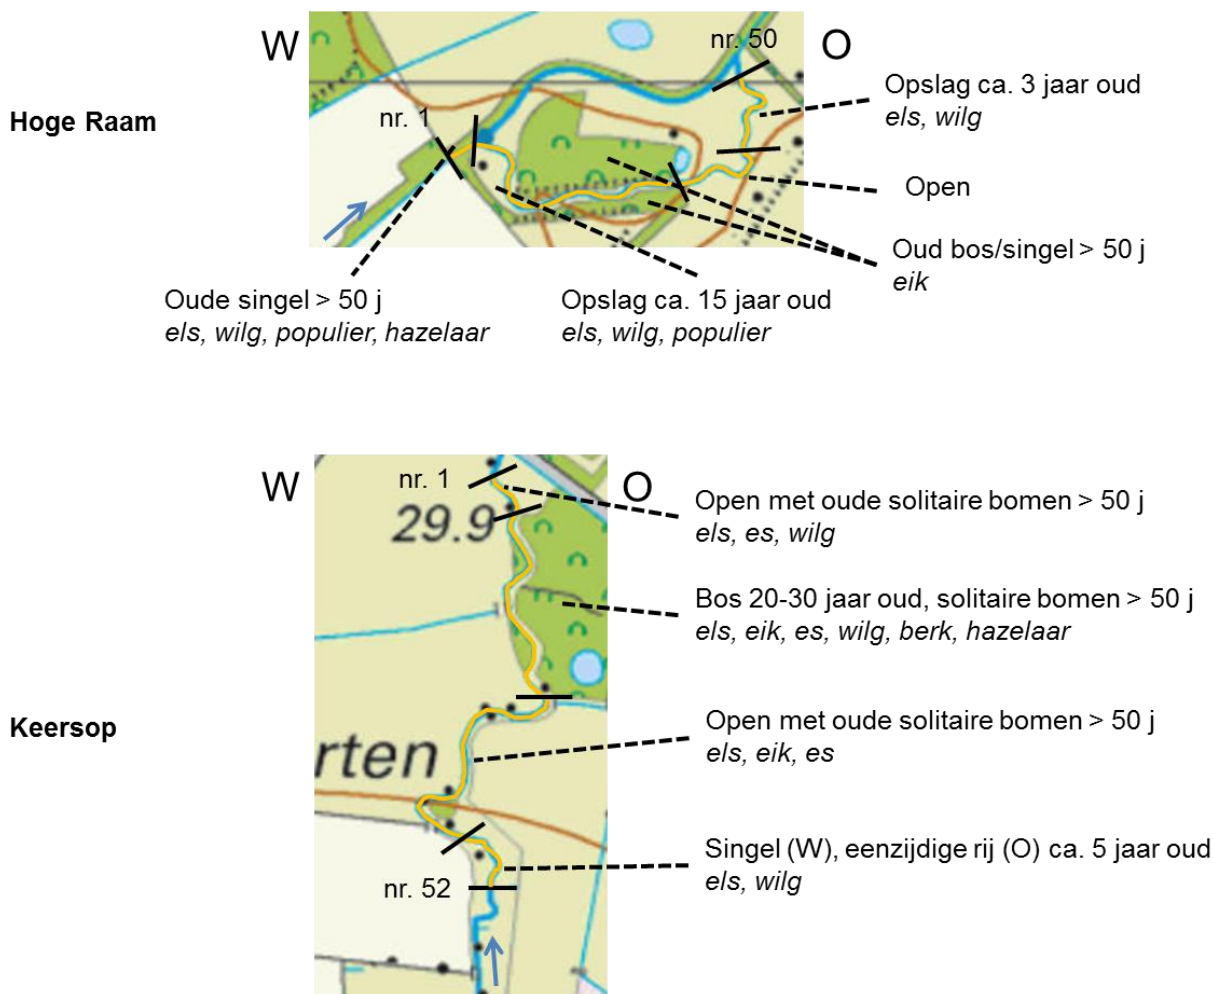 W
O
nr. 50
Hoge Raam
nr. 1
Opslag ca. 3 jaar oud
els, wilg
Open
Oud bos/singel > 50 j
eik
Oude singel > 50 j
els, wilg, populier, hazelaar
Opslag ca. 15 jaar oud
els, wilg, populier
W
O
nr. 1
29.9
Open met oude solitaire bomen > 50 j
els, es, wilg
Bos 20-30 jaar oud, solitaire bomen > 50 j
els, eik, es, wilg, berk, hazelaar
Keersop
Open met oude solitaire bomen > 50 j
els, eik, es
rten
Singel (W), eenzijdige rij (O) ca. 5 jaar oud
els, wilg
nr. 52